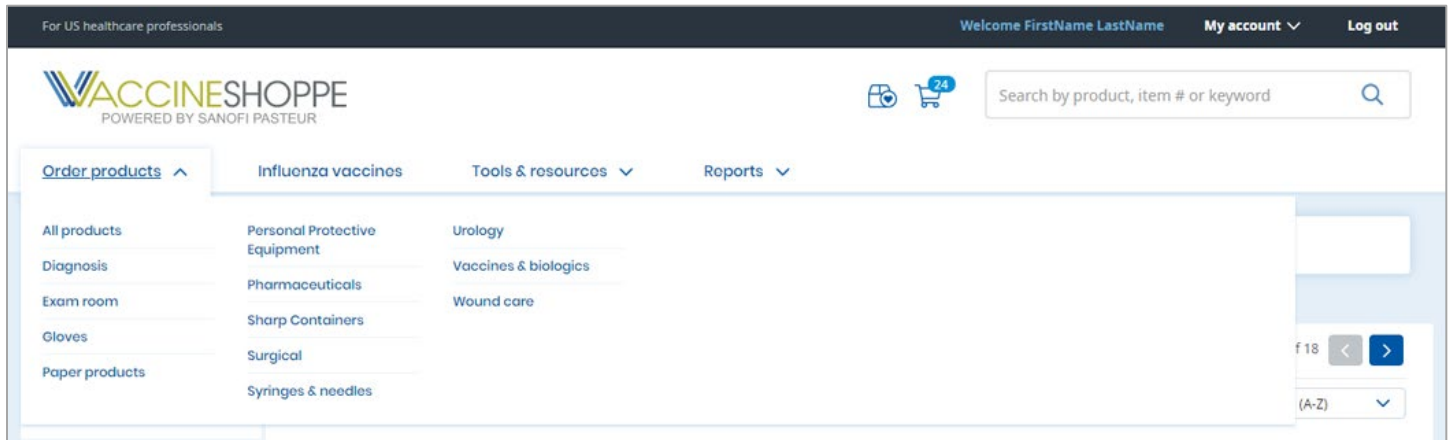 For US healthcare professionals
Welcome FirstName LastName
My account
Log out
VACCINESHOPPE
POWERED BY SANOFI PASTEUR
24
Search by product, item # or keyword
Order products
Influenza vaccines
Tools & resources
Reports
All products
Diagnosis
Exam room
Gloves
Paper products
Personal Protective
Equipment
Pharmaceuticals
Sharp Containers
Surgical
Syringes & needles
Urology
Vaccines & biologics
Wound care
f 18
(A-Z)